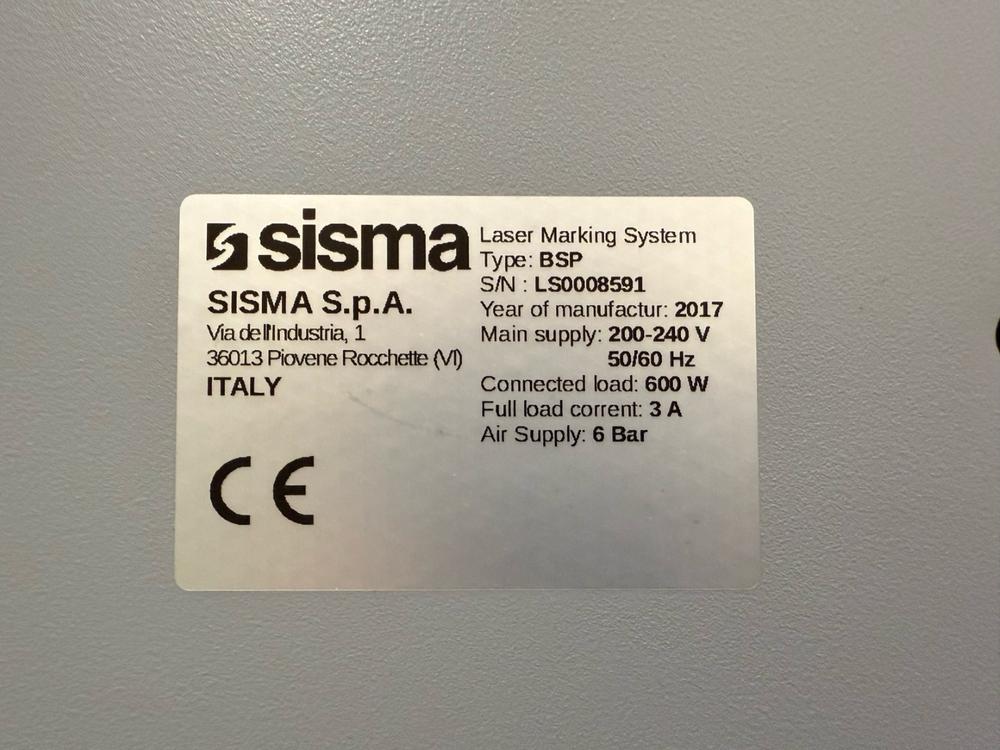 sisma
SISMA S.p.A.
Via dell'Industria, 1
36013 Piovene Rocchette (VI)
ITALY
CE
Laser Marking System
Type: BSP
S/N : LS0008591
Year of manufactur: 2017
Main supply: 200-240 V
50/60 Hz
Connected load: 600 W
Full load corrent: 3 A
Air Supply: 6 Bar